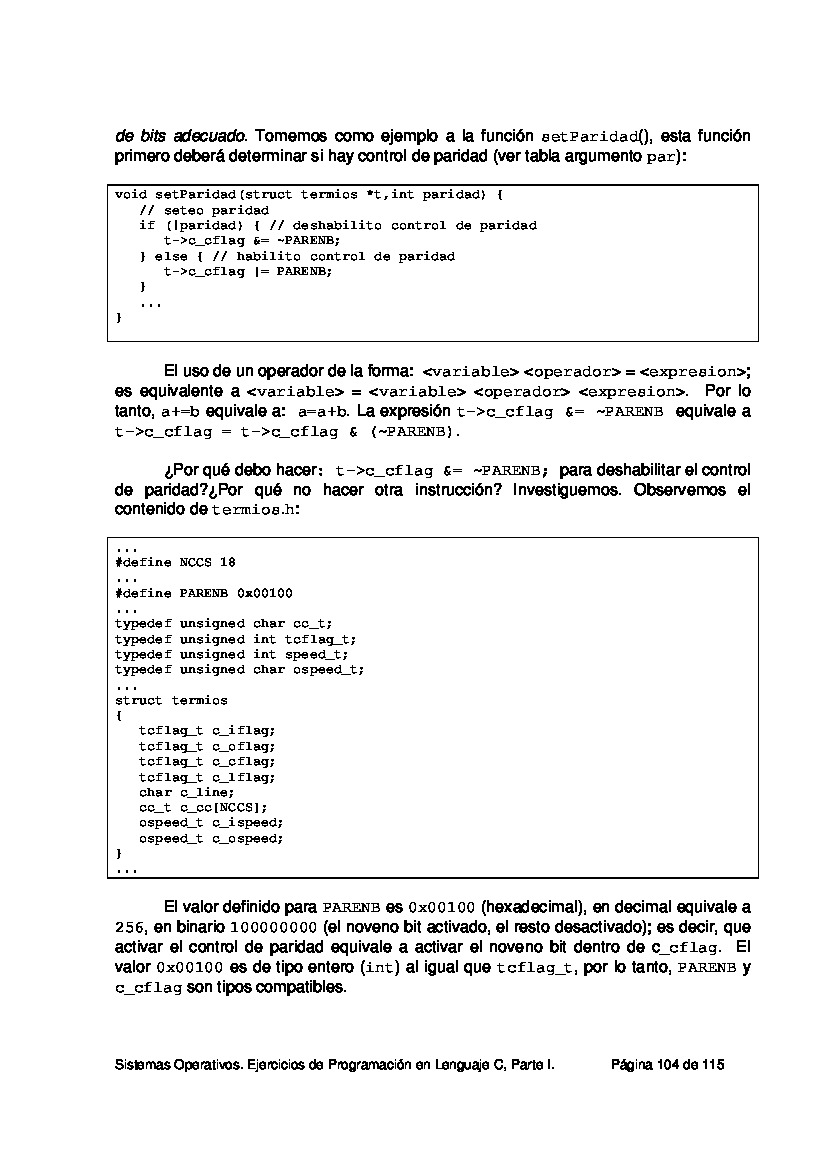 de bits adecuado. Tomemos como ejemplo a la función setParidad(), esta función
primero deberá determinar si hay control de paridad (ver tabla argumento par):
void setParidad(struct termios *t,int paridad) {
// seteo paridad
if (!paridad) { // deshabilito control de paridad
t->c_cflag &= ~PARENB;
} else { // habilito control de paridad
t->c_cflag |= PARENB;
}
...
}
El uso de un operador de la forma: <variable> <operador> = <expresion>;
es equivalente a <variable> = <variable> <operador> <expresion>. Por lo
tanto, a+=b equivale a: a=a+b. La expresión t->c_cflag &= ~PARENB equivale a
t->c_cflag = t->c_cflag & (~PARENB).
¿Por qué debo hacer: t->c_cflag &= ~PARENB; para deshabilitar el control
de paridad?¿Por qué no hacer otra instrucción? Investiguemos. Observemos el
contenido de termios.h:
...
#define NCCS 18
...
#define PARENB 0x00100
...
typedef unsigned char cc_t;
typedef unsigned int tcflag_t;
typedef unsigned int speed_t;
typedef unsigned char ospeed_t;
...
struct termios
{
tcflag_t c_iflag;
tcflag_t c_oflag;
tcflag_t c_cflag;
tcflag_t c_lflag;
char c_line;
cc_t c_cc[NCCS];
ospeed_t c_ispeed;
ospeed_t c_ospeed;
}
...
El valor definido para PARENB es 0x00100 (hexadecimal), en decimal equivale a
256, en binario 100000000 (el noveno bit activado, el resto desactivado); es decir, que
activar el control de paridad equivale a activar el noveno bit dentro de c_cflag. El
valor 0x00100 es de tipo entero (int) al igual que tcflag_t, por lo tanto, PARENB y
c_cflag son tipos compatibles.
Sistemas Operativos. Ejercicios de Programación en Lenguaje C, Parte I. Página 104 de 115